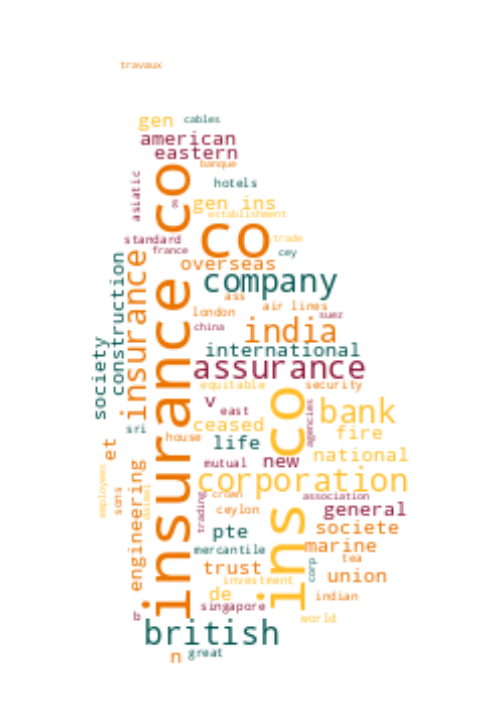 travaux
gen
cables
american
eastern
banque
hotels
asiatic
gen ins
establishment
insurance co
co
standard
france
trade
cey
overseas
company
construction
insurance
ass
air lines
london
suez
china
india
international
society
assurance
equitable
security
v
east
ins co
bank
agencies
ceased
fire
sri
house
life
et
national
mutual
new
corporation
employees
sons
engineering
crown
association
trading
ceylon
general
pte
societe
mercantile
marine
trust
corp
tea
investment
union
de
indian
singapore
b
world
british
n
great